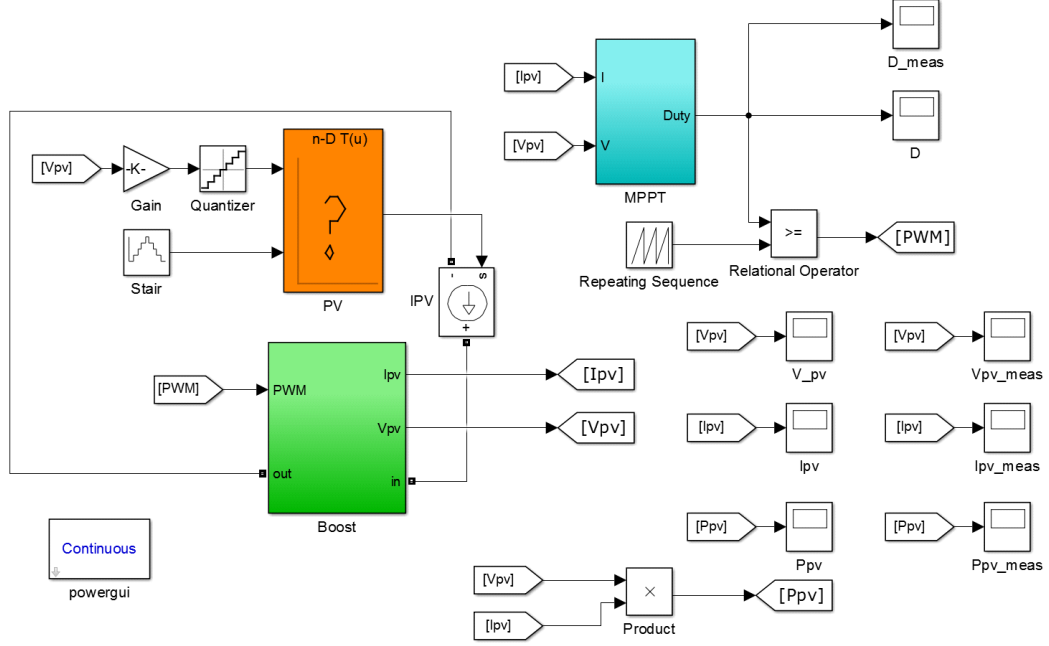 D_meas
[Ipv]
I
Duty
[Vpv]
V
MPPT
D
n-D T(u)
[Vpv]
-K-
Gain
Quantizer
Stair
PV
>=
Relational Operator
[PWM]
Repeating Sequence
-
s
IPV
+
[PWM]
PWM
Ipv
Vpv
out
in
Boost
[Ipv]
[Vpv]
[Vpv]
V_pv
[Vpv]
Vpv_meas
[Ipv]
Ipv
[Ipv]
Ipv_meas
[Ppv]
Ppv
[Ppv]
Ppv_meas
Continuous
powergui
[Vpv]
[Ipv]
×
Product
[Ppv]